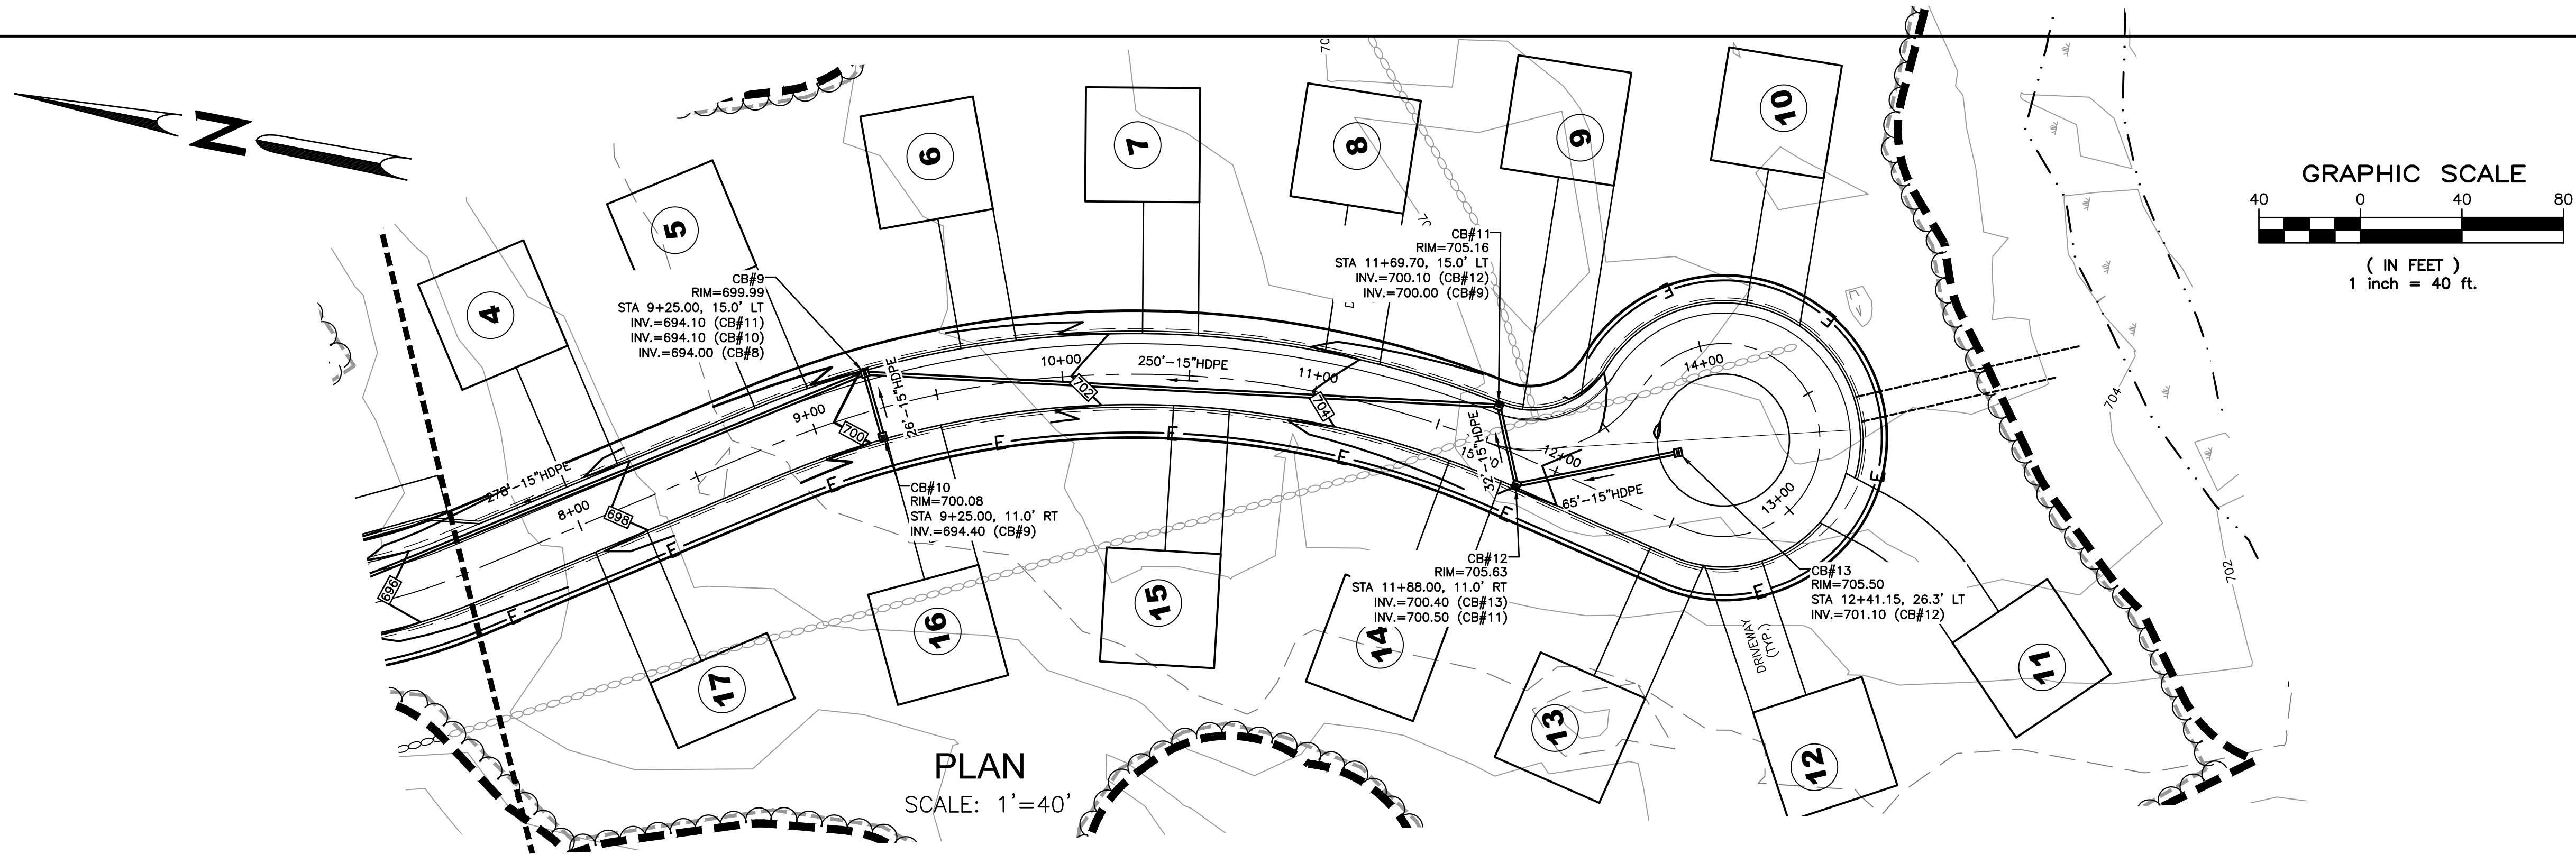 N
GRAPHIC SCALE
40 0 40 80
( IN FEET )
1 inch = 40 ft.
4
5
6
7
8
9
10
CB#9
RIM=699.99
STA 9+25.00, 15.0' LT
INV.=694.10 (CB#11)
INV.=694.10 (CB#10)
INV.=694.00 (CB#8)
CB#11
RIM=705.16
STA 11+69.70, 15.0' LT
INV.=700.10 (CB#12)
INV.=700.00 (CB#9)
278'-15"HDPE
26'-15"HDPE
250'-15"HDPE
32'-15"HDPE
65'-15"HDPE
8+00
9+00
10+00
11+00
12+00
13+00
14+00
696
698
700
702
704
E
E
E
E
E
E
E
E
E
E
E
CB#10
RIM=700.08
STA 9+25.00, 11.0' RT
INV.=694.40 (CB#9)
CB#12
RIM=705.63
STA 11+88.00, 11.0' RT
INV.=700.40 (CB#13)
INV.=700.50 (CB#11)
CB#13
RIM=705.50
STA 12+41.15, 26.3' LT
INV.=701.10 (CB#12)
DRIVEWAY
(TYP.)
17
16
15
14
13
12
11
704
702
PLAN
SCALE: 1'=40'